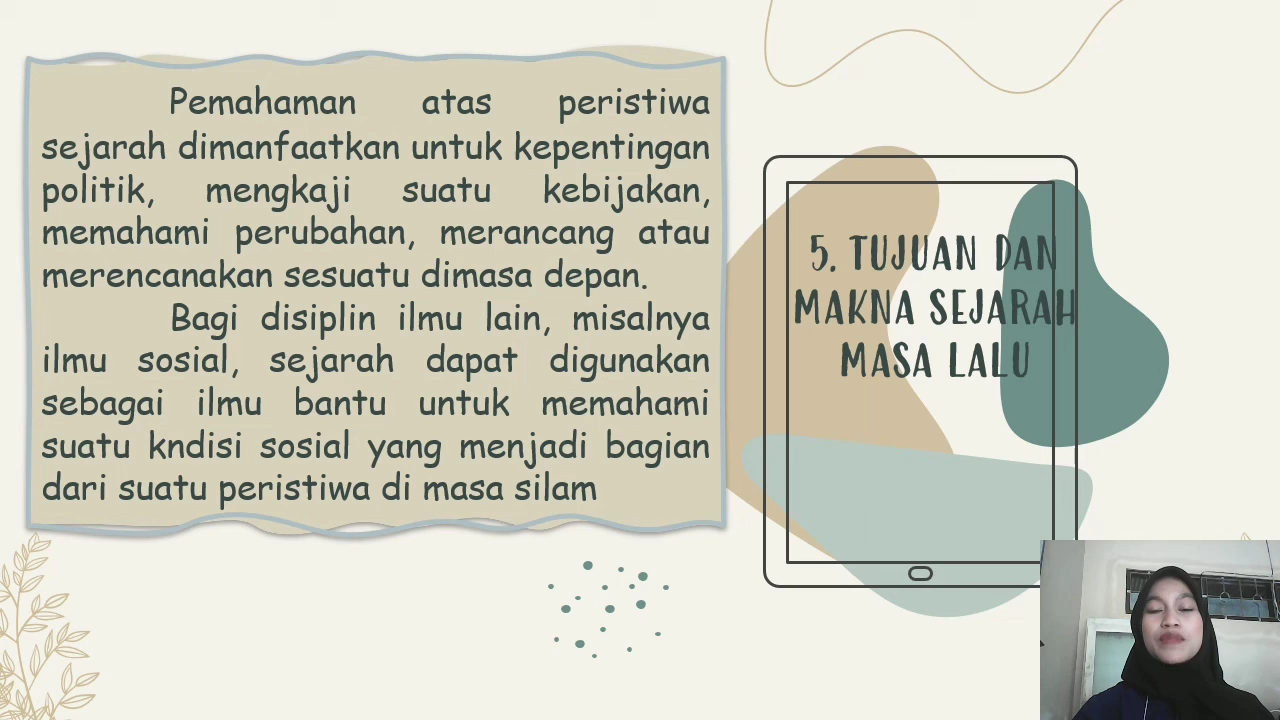 Pemahaman atas peristiwa
sejarah dimanfaatkan untuk kepentingan
politik, mengkaji suatu kebijakan,
memahami perubahan, merancang atau
merencanakan sesuatu dimasa depan.
Bagi disiplin ilmu lain, misalnya
ilmu sosial, sejarah dapat digunakan
sebagai ilmu bantu untuk memahami
suatu kndisi sosial yang menjadi bagian
dari suatu peristiwa di masa silam
5. TUJUAN DAN
MAKNA SEJARAH
MASA LALU